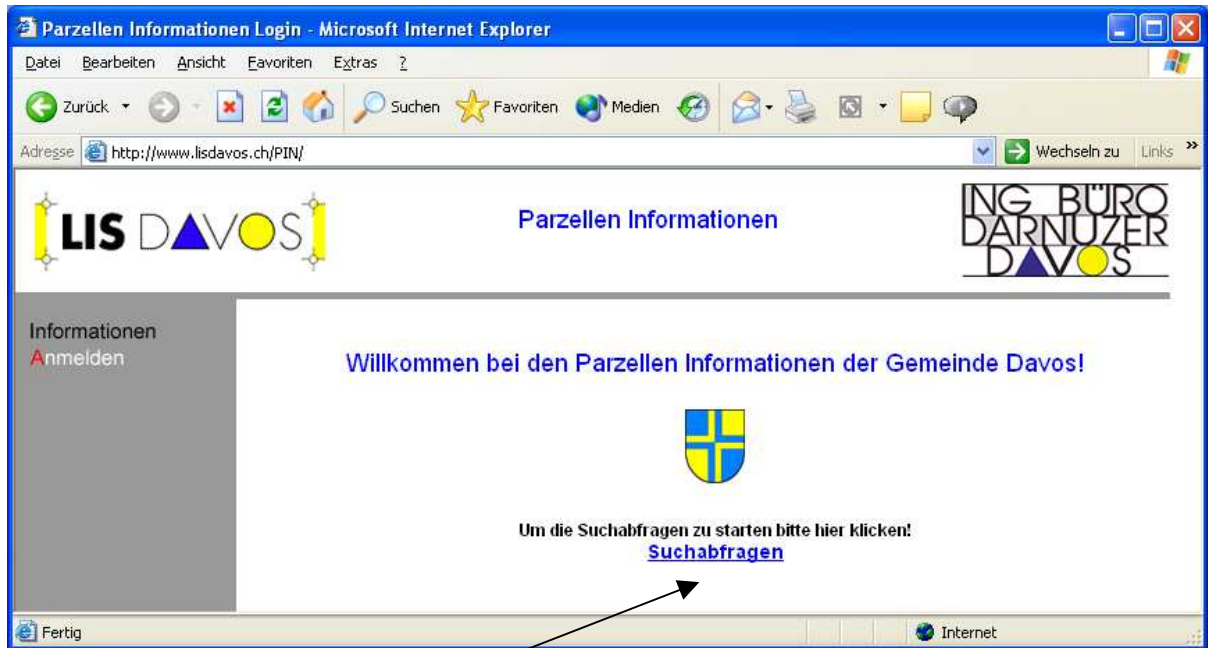 Parzellen Informationen Login - Microsoft Internet Explorer
Datei Bearbeiten Ansicht Favoriten Extras ?
Zurück Suchen Favoriten Medien
Adresse http://www.lisdavos.ch/PIN/ Wechseln zu Links »
LIS DAVOS
Parzellen Informationen
ING BÜRO
DARNUZER
DAVOS
Informationen
Anmelden
Willkommen bei den Parzellen Informationen der Gemeinde Davos!
Um die Suchabfragen zu starten bitte hier klicken!
Suchabfragen
Fertig Internet